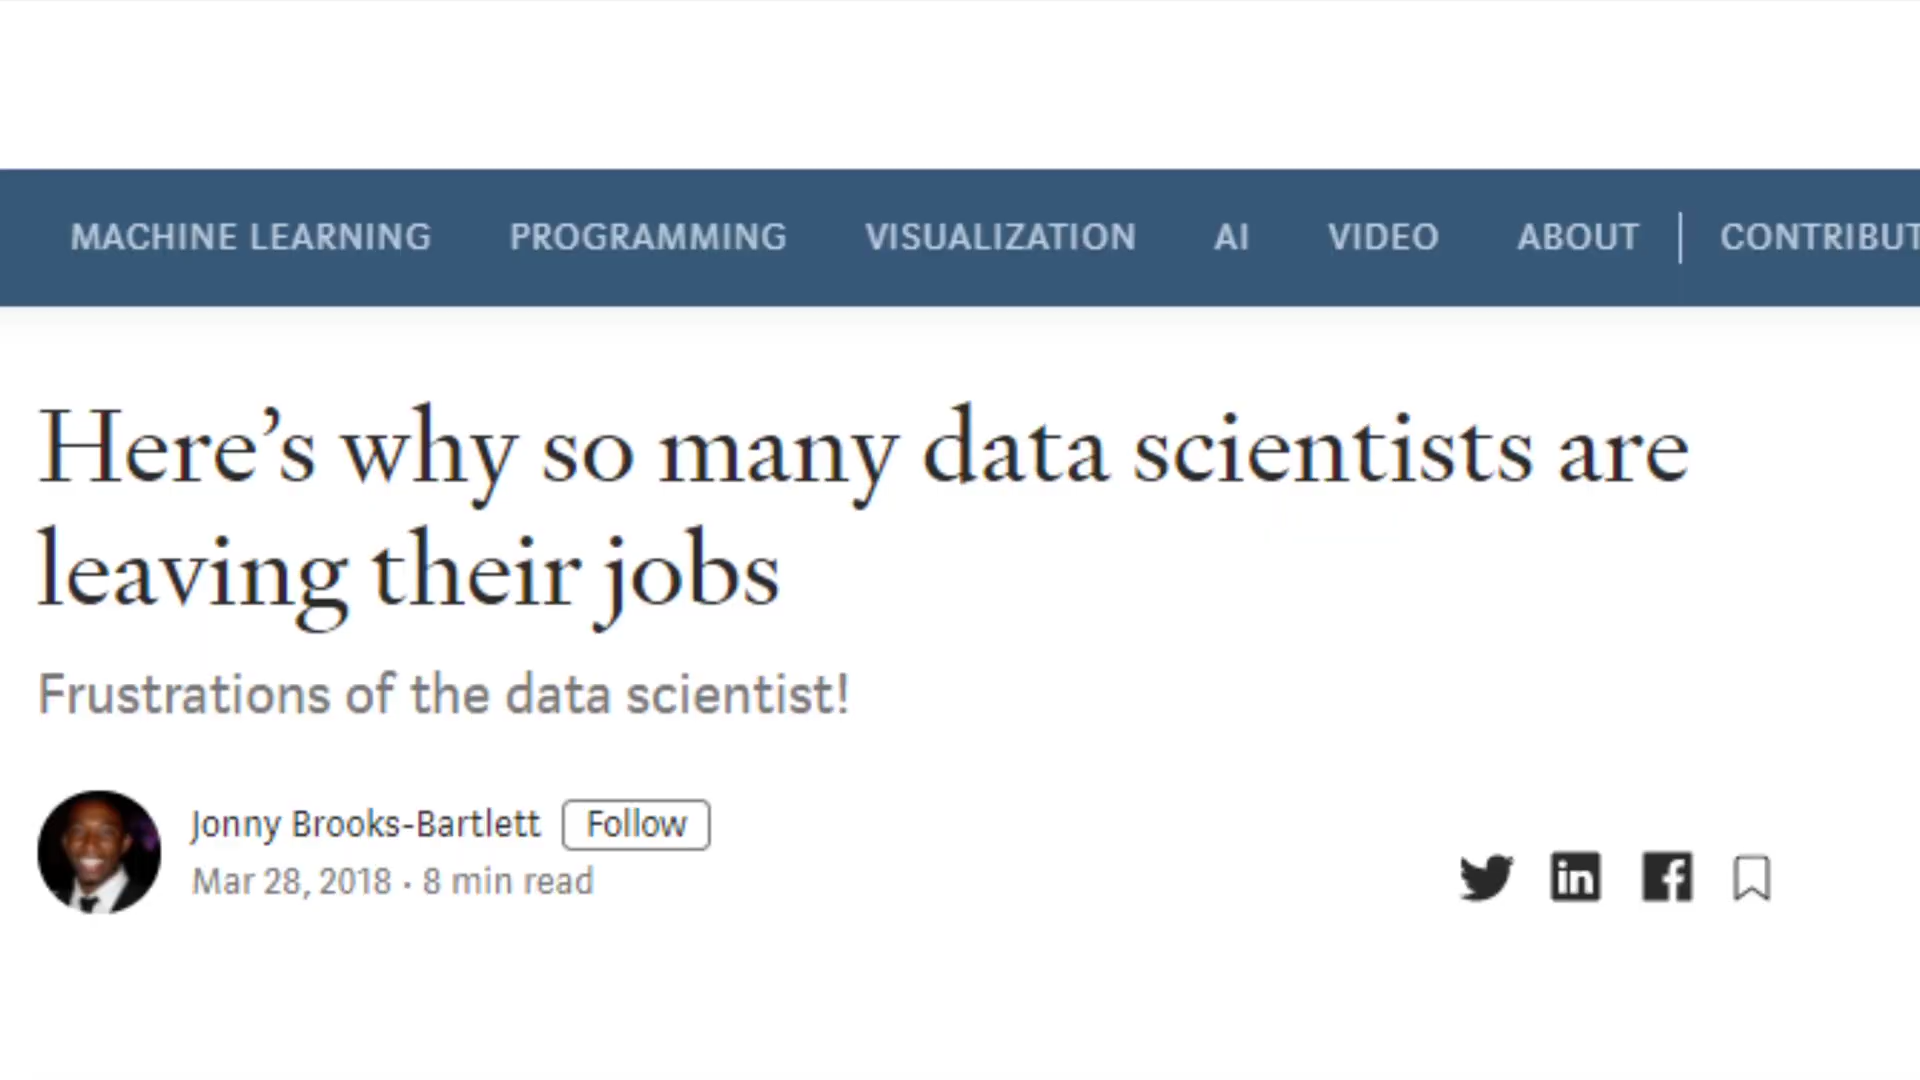 MACHINE LEARNING PROGRAMMING VISUALIZATION AI VIDEO ABOUT | CONTRIBUT
Here’s why so many data scientists are
leaving their jobs
Frustrations of the data scientist!
Jonny Brooks-Bartlett Follow
Mar 28, 2018 · 8 min read